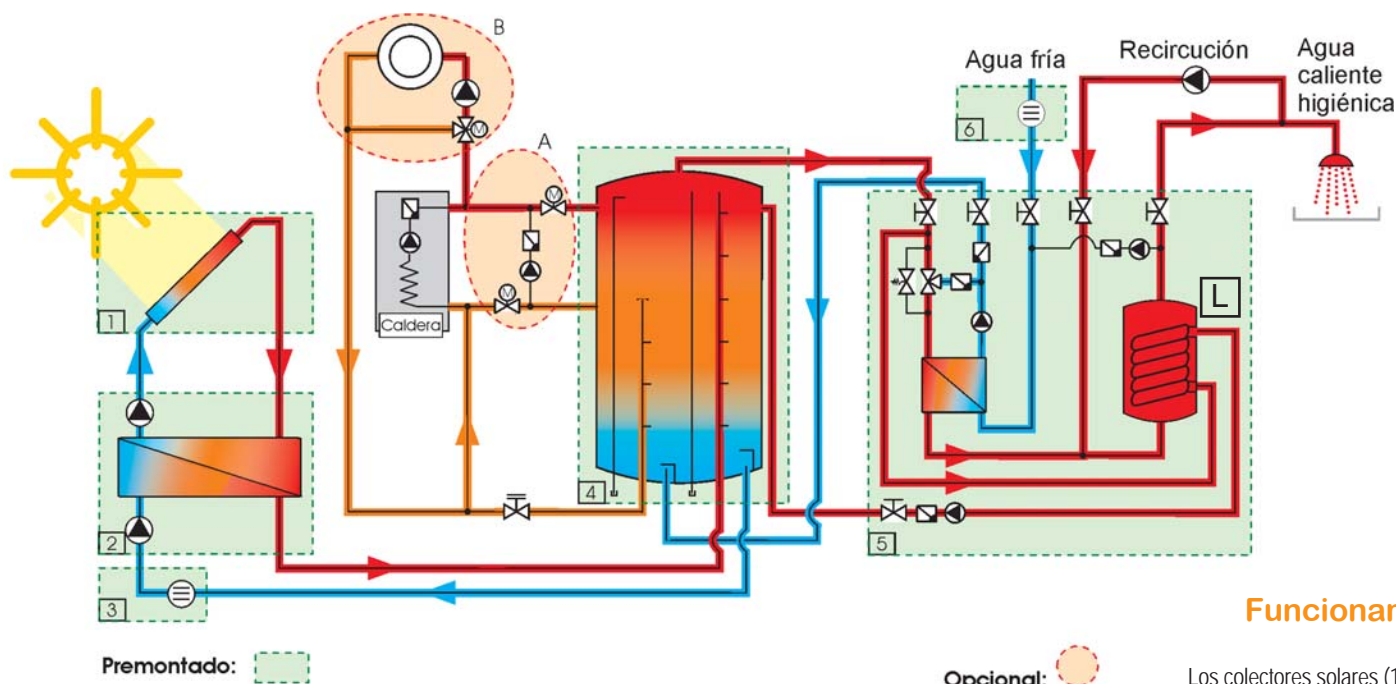 B
Agua fría
Recircución
Agua
caliente
higiénica
6
A
M
M
M
1
Caldera
L
2
4
5
3
Premontado:
Opcional:
Funcionar
Los colectores solares (1